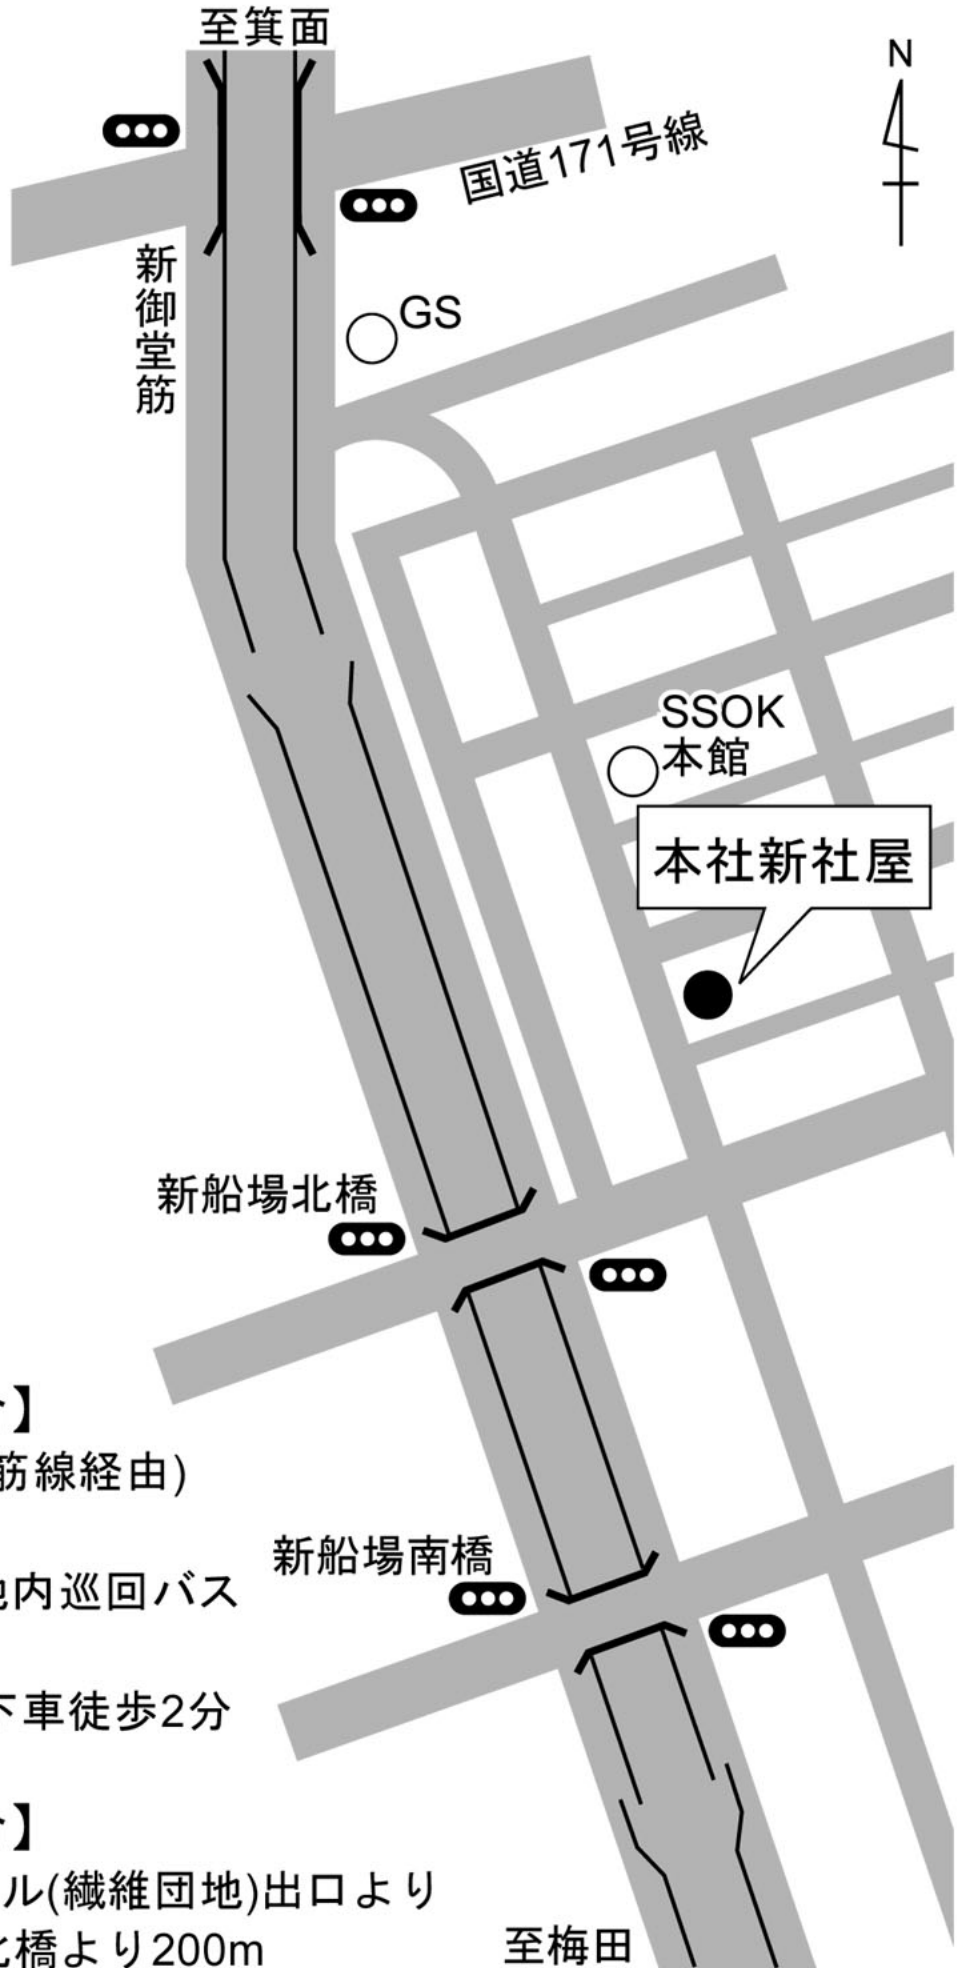 至箕面
N
国道171号線
新御堂筋
GS
SSOK
本館
本社新社屋
新船場北橋
】
筋線経由)
新船場南橋
内巡回バス
下車徒歩2分
】
ル(繊維団地)出口より
橋より200m
至梅田